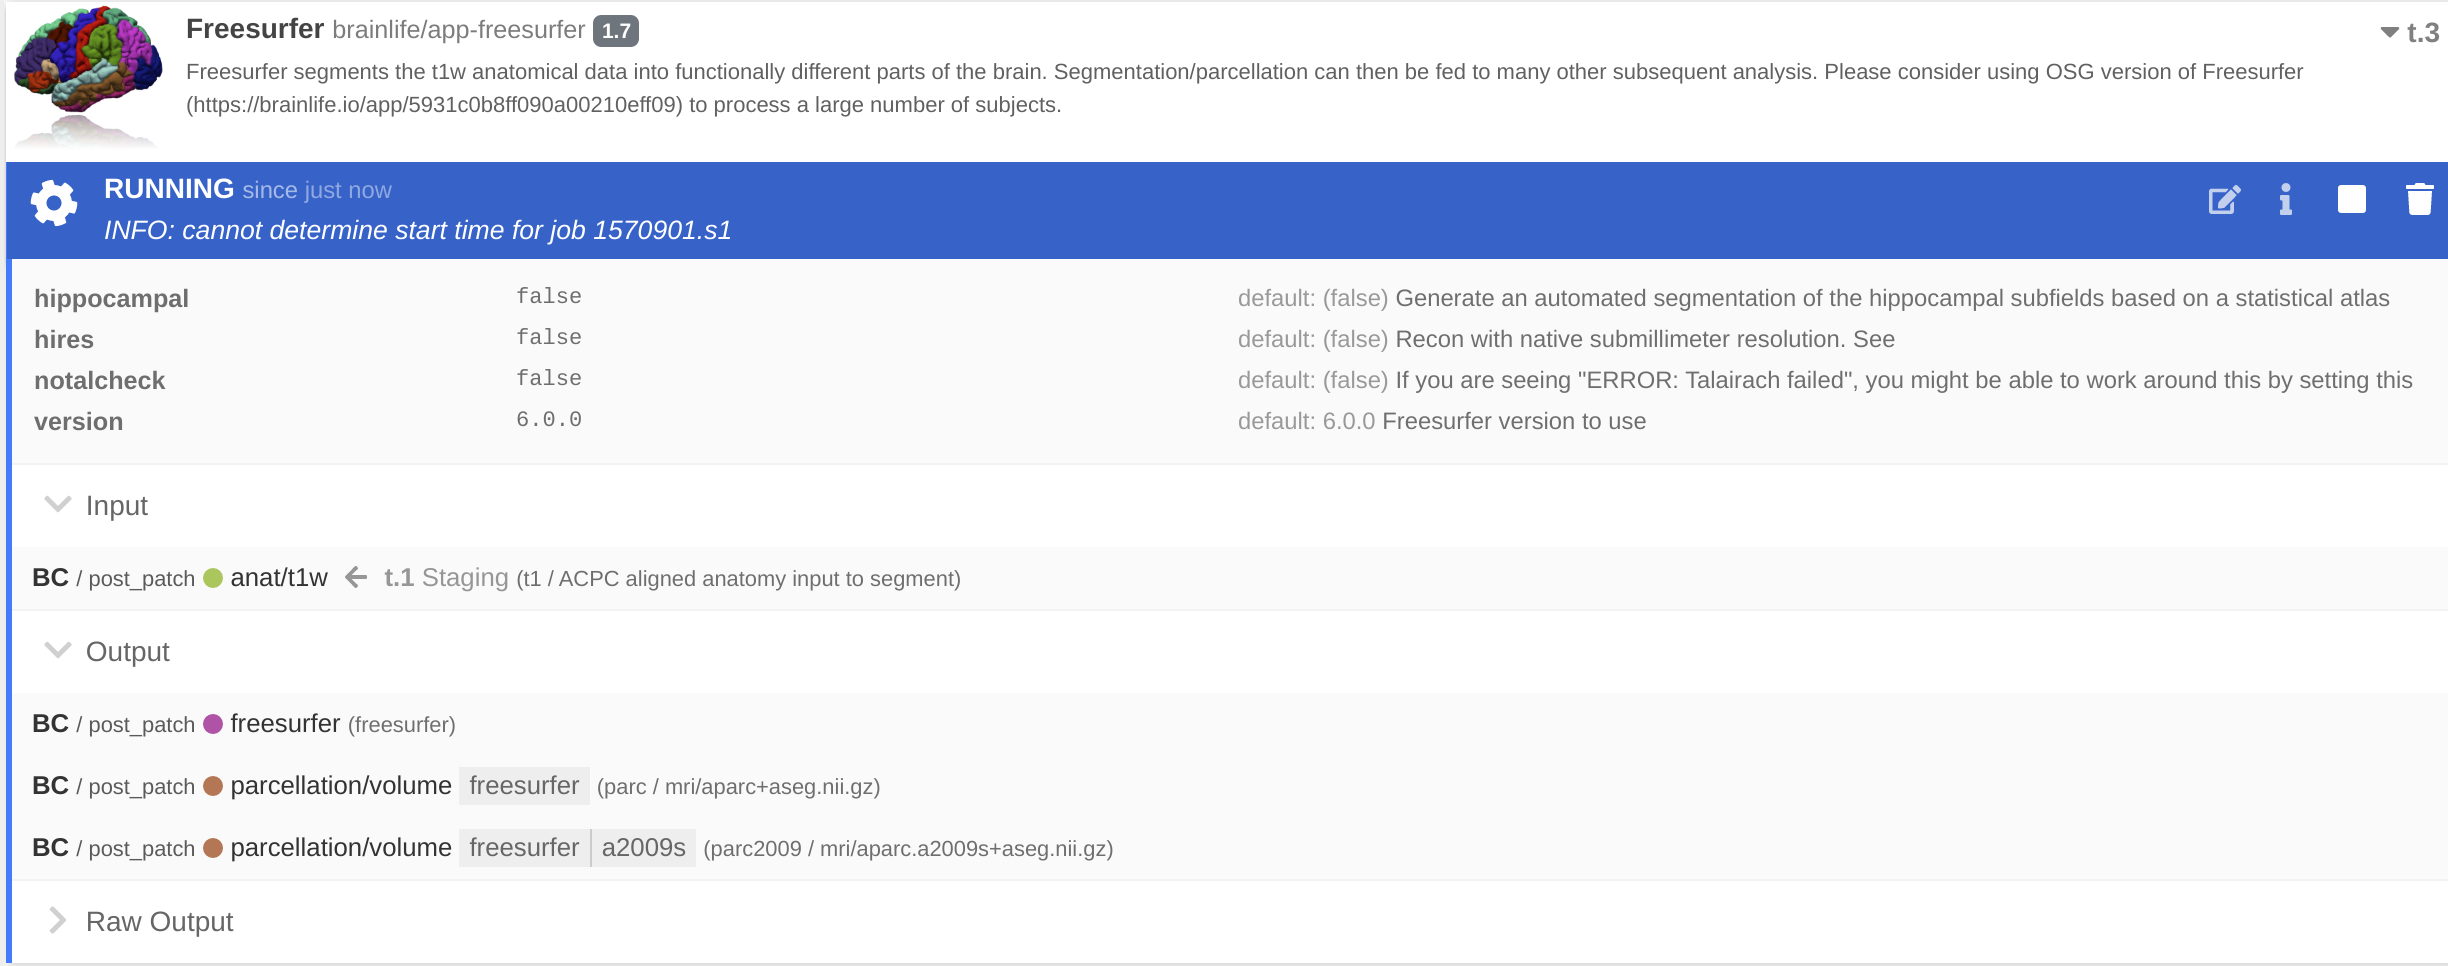 Freesurfer brainlife/app-freesurfer 1.7
t.3
Freesurfer segments the t1w anatomical data into functionally different parts of the brain. Segmentation/parcellation can then be fed to many other subsequent analysis. Please consider using OSG version of Freesurfer
(https://brainlife.io/app/5931c0b8ff090a00210eff09) to process a large number of subjects.
RUNNING since just now
INFO: cannot determine start time for job 1570901.s1
hippocampal false default: (false) Generate an automated segmentation of the hippocampal subfields based on a statistical atlas
hires false default: (false) Recon with native submillimeter resolution. See
notalcheck false default: (false) If you are seeing "ERROR: Talairach failed", you might be able to work around this by setting this
version 6.0.0 default: 6.0.0 Freesurfer version to use
Input
BC / post_patch anat/t1w ← t.1 Staging (t1 / ACPC aligned anatomy input to segment)
Output
BC / post_patch freesurfer (freesurfer)
BC / post_patch parcellation/volume freesurfer (parc / mri/aparc+aseg.nii.gz)
BC / post_patch parcellation/volume freesurfer a2009s (parc2009 / mri/aparc.a2009s+aseg.nii.gz)
Raw Output